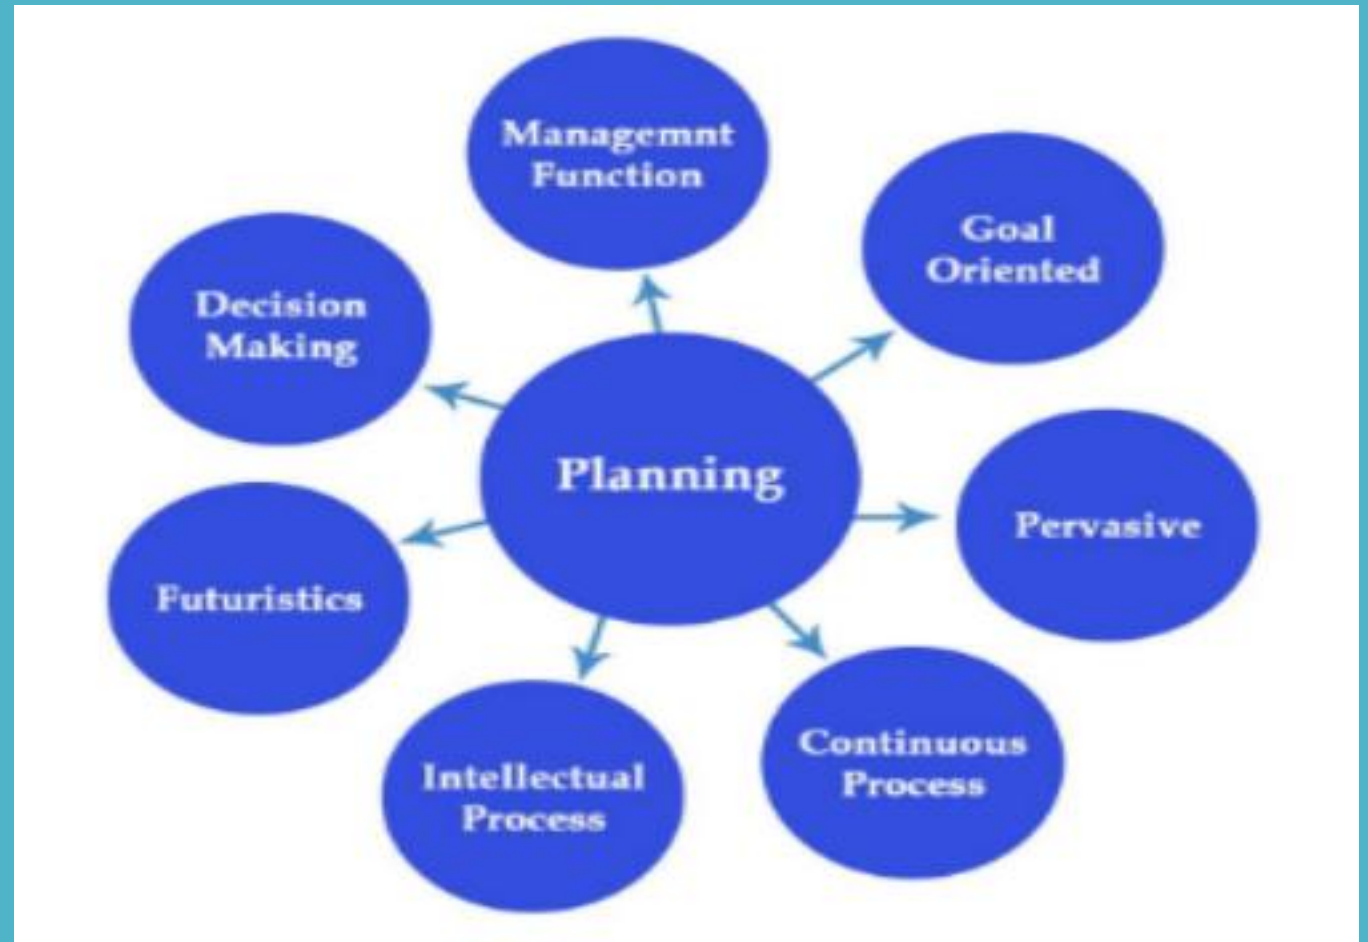 Managemnt
Function
Goal
Oriented
Decision
Making
Planning
Pervasive
Futuristics
Continuous
Process
Intellectual
Process